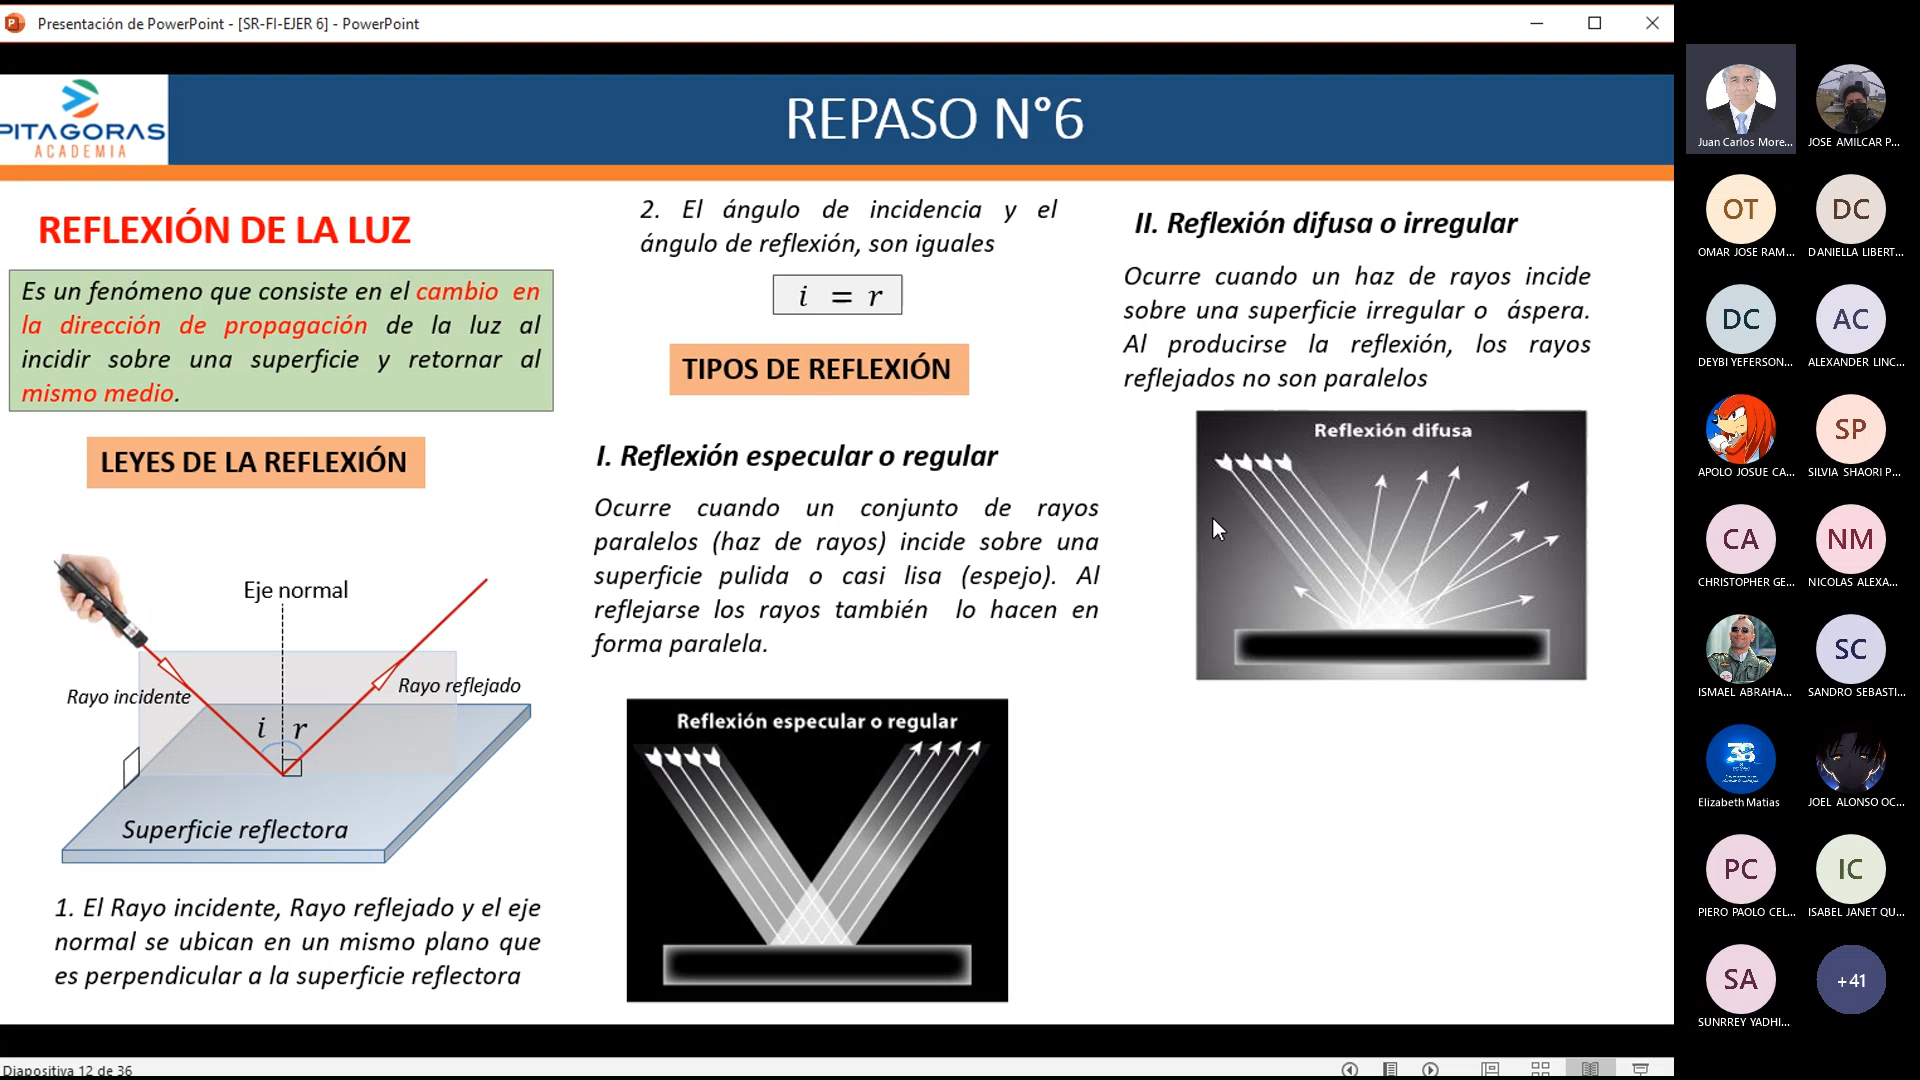 Presentación de PowerPoint - [SR-FI-EJER 6] - PowerPoint
PITAGORAS
ACADEMIA
REPASO N°6
REFLEXIÓN DE LA LUZ
Es un fenómeno que consiste en el cambio en
la dirección de propagación de la luz al
incidir sobre una superficie y retornar al
mismo medio.
LEYES DE LA REFLEXIÓN
Eje normal
Rayo incidente
Rayo reflejado
i r
Superficie reflectora
1. El Rayo incidente, Rayo reflejado y el eje
normal se ubican en un mismo plano que
es perpendicular a la superficie reflectora
2. El ángulo de incidencia y el
ángulo de reflexión, son iguales
i = r
TIPOS DE REFLEXIÓN
I. Reflexión especular o regular
Ocurre cuando un conjunto de rayos
paralelos (haz de rayos) incide sobre una
superficie pulida o casi lisa (espejo). Al
reflejarse los rayos también lo hacen en
forma paralela.
Reflexión especular o regular
II. Reflexión difusa o irregular
Ocurre cuando un haz de rayos incide
sobre una superficie irregular o áspera.
Al producirse la reflexión, los rayos
reflejados no son paralelos
Reflexión difusa
Juan Carlos More...
JOSE AMILCAR P...
OT
OMAR JOSE RAM...
DC
DANIELLA LIBERT...
DC
DEYBI YEFERSON...
AC
ALEXANDER LINC...
APOLO JOSUE CA...
SP
SILVIA SHAORI P...
CA
CHRISTOPHER GE...
NM
NICOLAS ALEXA...
ISMAEL ABRAHA...
SC
SANDRO SEBASTI...
Elizabeth Matias
JOEL ALONSO OC...
PC
PIERO PAOLO CEL...
IC
ISABEL JANET QU...
SA
SUNRREY YADHI...
+41
Diapositiva 12 de 36